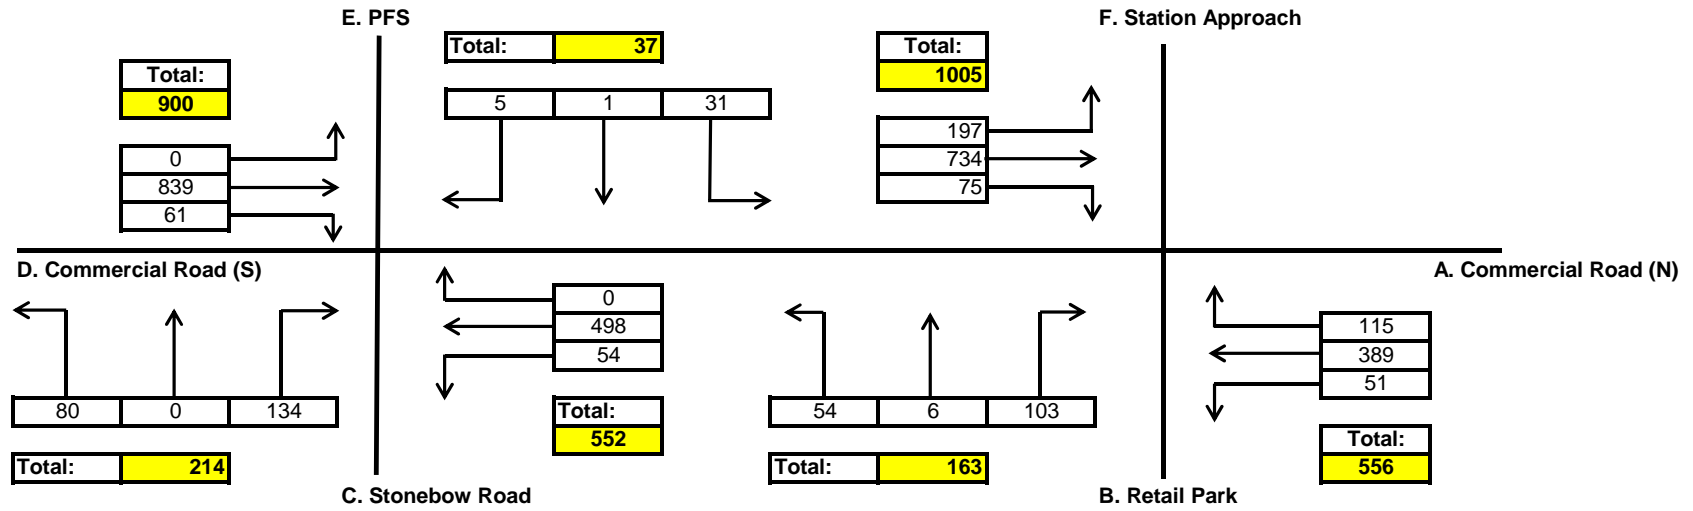 E. PFS
F. Station Approach
Total: 37
Total:
1005
Total:
900
5 1 31
197
734
75
0
839
61
D. Commercial Road (S)
A. Commercial Road (N)
0
498
54
115
389
51
80 0 134
54 6 103
Total:
552
Total:
556
Total: 214
Total: 163
C. Stonebow Road
B. Retail Park